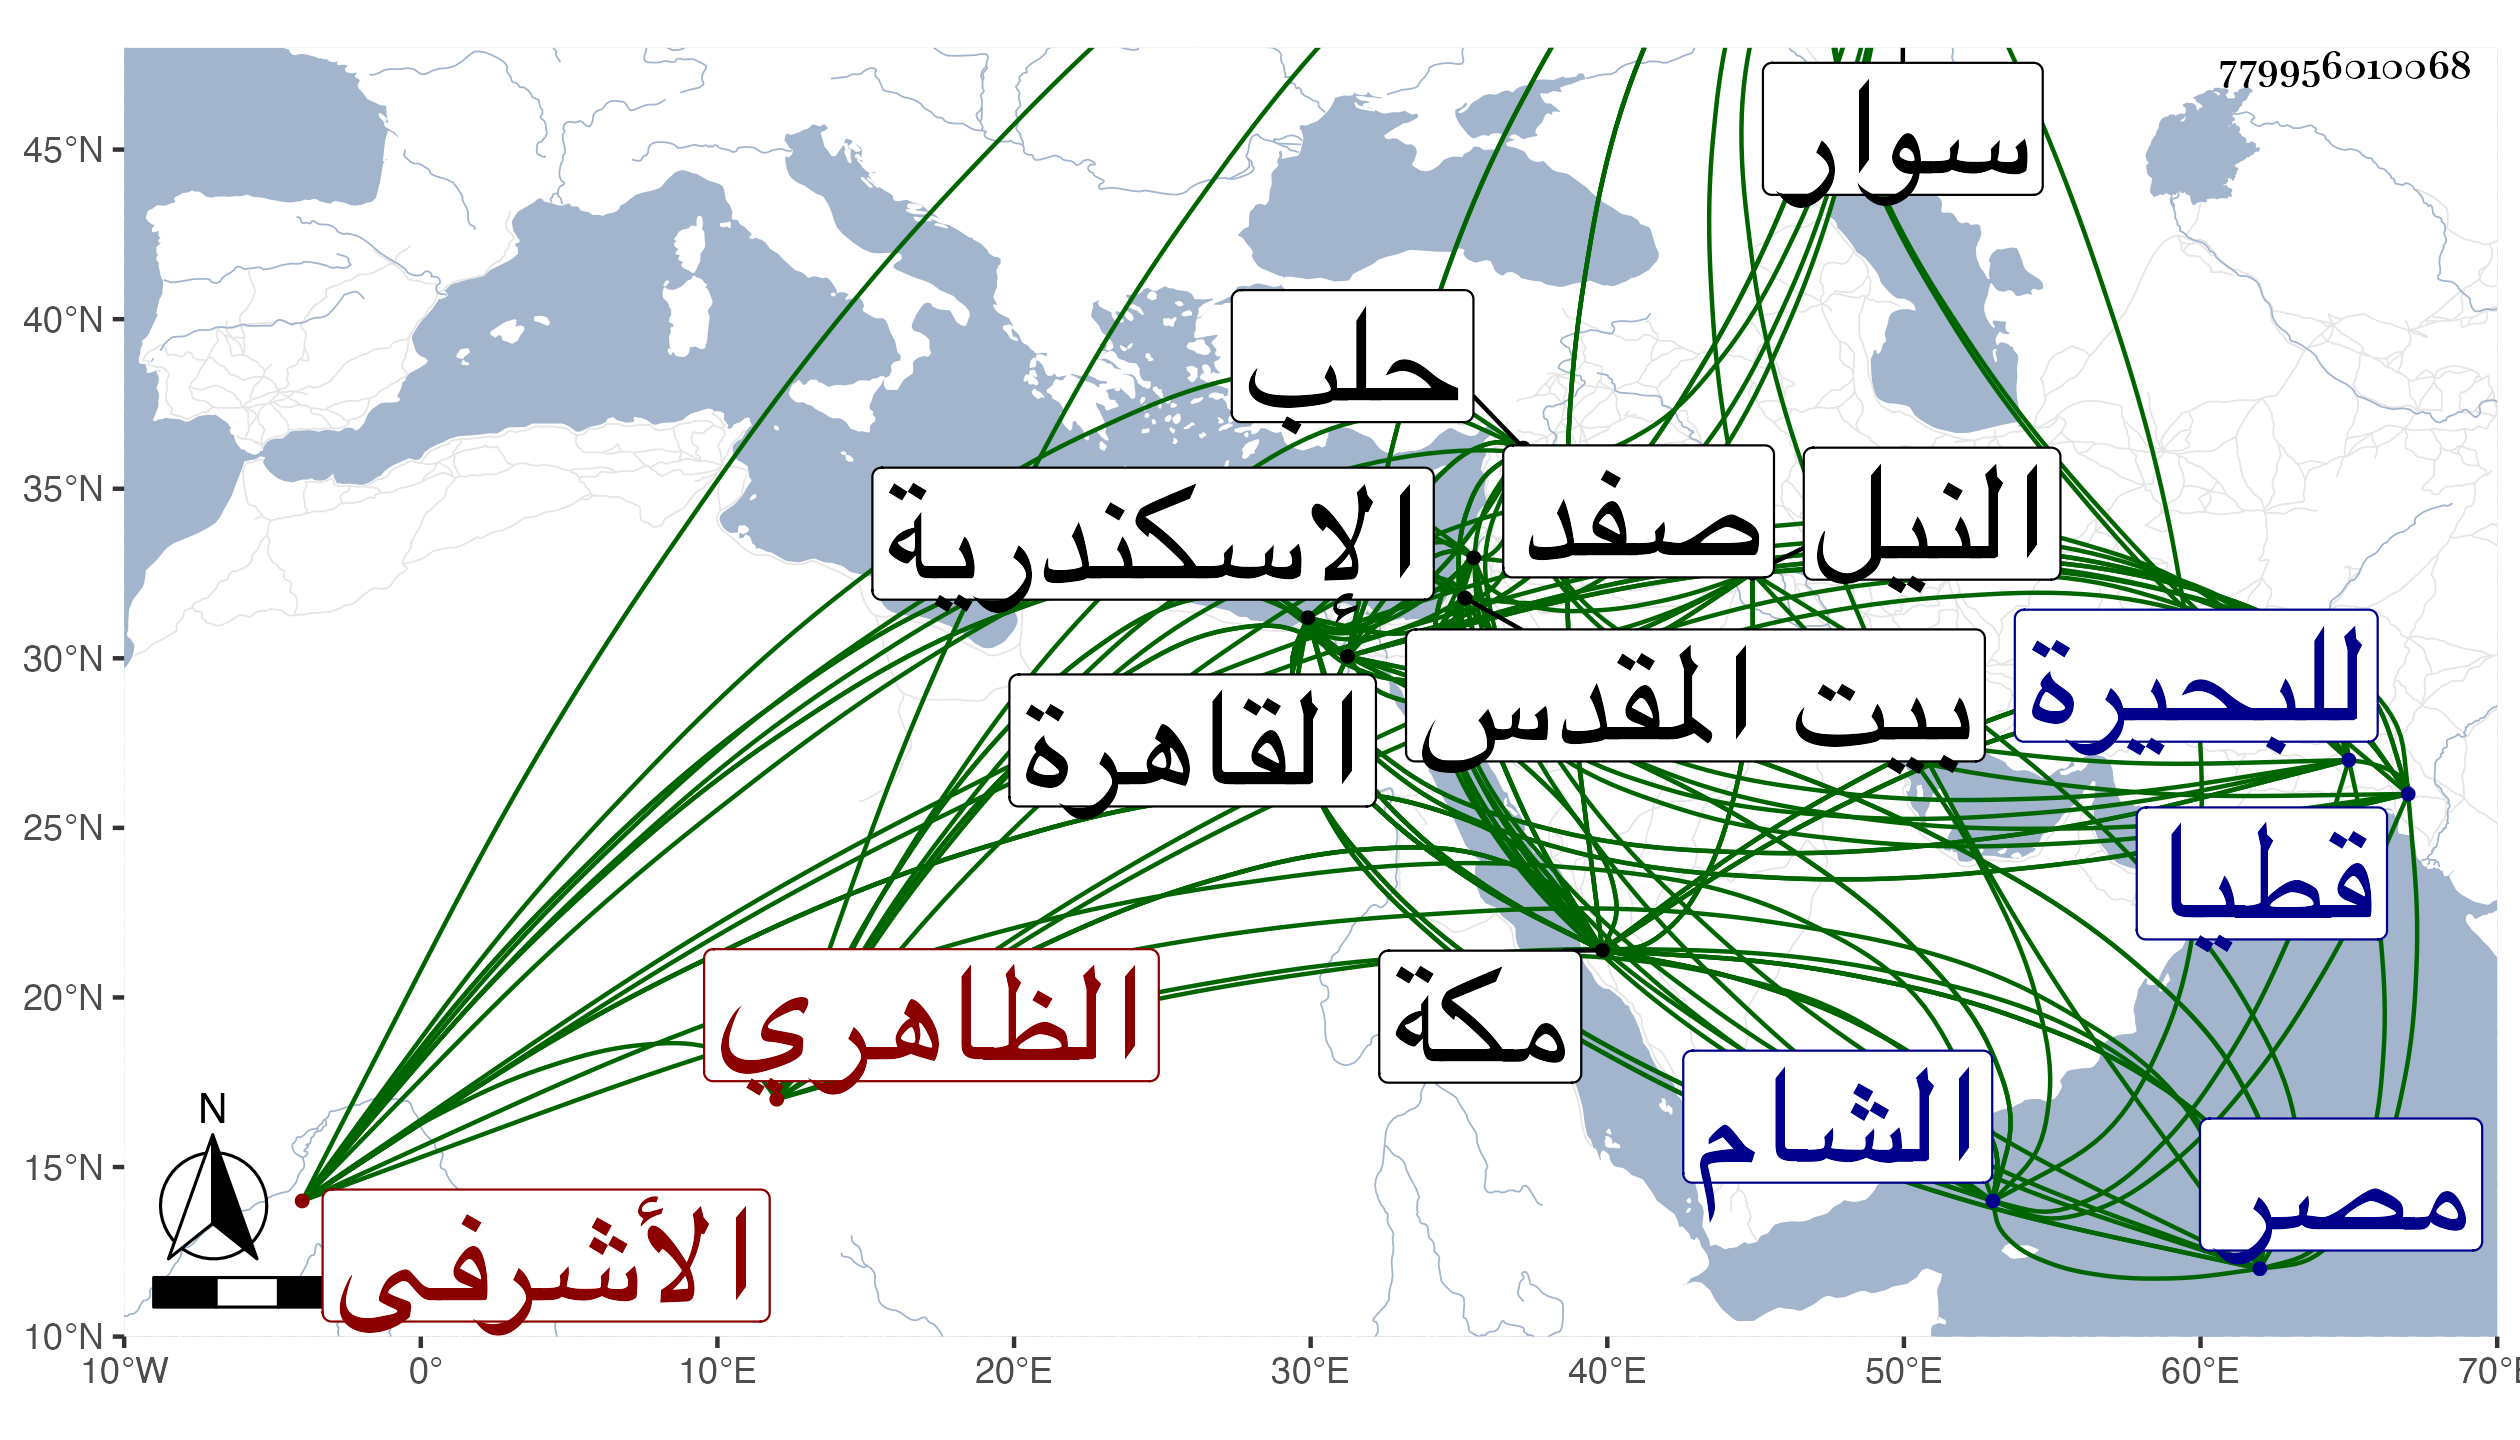 779956010068
سوار
45°N
40°N
حلب
35°N
الإسكندرية
صفد
النيل
30°N
للبحيرة
بيت المقدس
القاهرة
25°N
قطيا
20°N
الظاهري
مكة
الشام
N
15°N
مصر
الأشرفي
10°N
10°W 0° 10°E 20°E 30°E 40°E 50°E 60°E 70°E